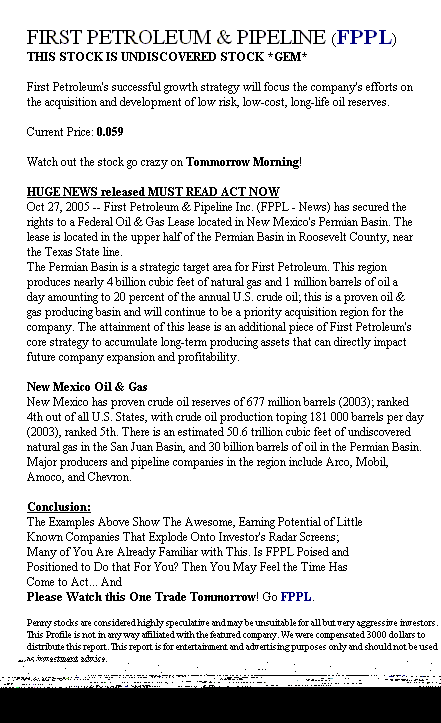 FIRST PETROLEUM & PIPELINE (FPPL)
THIS STOCK IS UNDISCOVERED STOCK *GEM*
First Petroleum's successful growth strategy will focus the company's efforts on
the acquisition and development of low risk, low-cost, long-life oil reserves.
Current Price: 0.059
Watch out the stock go crazy on Tommorrow Morning!
HUGE NEWS released MUST READ ACT NOW
Oct 27, 2005 -- First Petroleum & Pipeline Inc. (FPPL - News) has secured the
rights to a Federal Oil & Gas Lease located in New Mexico's Permian Basin. The
lease is located in the upper half of the Permian Basin in Roosevelt County, near
the Texas State line.
The Permian Basin is a strategic target area for First Petroleum. This region
produces nearly 4 billion cubic feet of natural gas and 1 million barrels of oil a
day amounting to 20 percent of the annual U.S. crude oil; this is a proven oil &
gas producing basin and will continue to be a priority acquisition region for the
company. The attainment of this lease is an additional piece of First Petroleum's
core strategy to accumulate long-term producing assets that can directly impact
future company expansion and profitability.
New Mexico Oil & Gas
New Mexico has proven crude oil reserves of 677 million barrels (2003); ranked
4th out of all U.S. States, with crude oil production toping 181 000 barrels per day
(2003), ranked 5th. There is an estimated 50.6 trillion cubic feet of undiscovered
natural gas in the San Juan Basin, and 30 billion barrels of oil in the Permian Basin.
Major producers and pipeline companies in the region include Arco, Mobil,
Amoco, and Chevron.
Conclusion:
The Examples Above Show The Awesome, Earning Potential of Little
Known Companies That Explode Onto Investor's Radar Screens;
Many of You Are Already Familiar with This. Is FPPL Poised and
Positioned to Do that For You? Then You May Feel the Time Has
Come to Act... And
Please Watch this One Trade Tommorrow! Go FPPL.
Penny stocks are considered highly speculative and may be unsuitable for all but very aggressive investors.
This Profile is not in any way affiliated with the featured company. We were compensated 3000 dollars to
distribute this report. This report is for entertainment and advertising purposes only and should not be used
as investment advice.